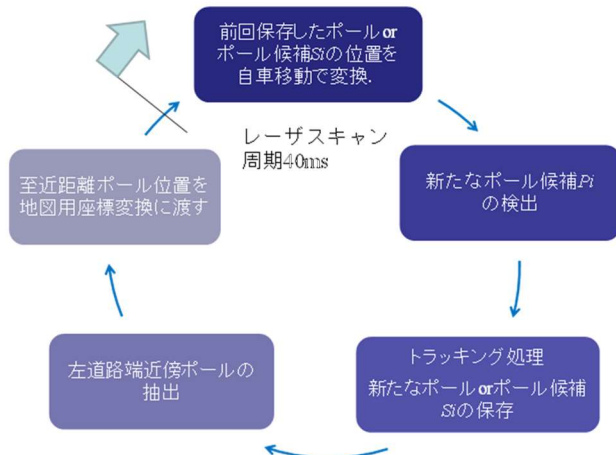 前回保存したポールor
ポール候補Siの位置を
自車移動で変換.
レーザスキャン
周期40ms
新たなポール候補Pi
の検出
トラッキング処理
新たなポールorポール候補
Siの保存
左道路端近傍ポールの
抽出
至近距離ポール位置を
地図用座標変換に渡す